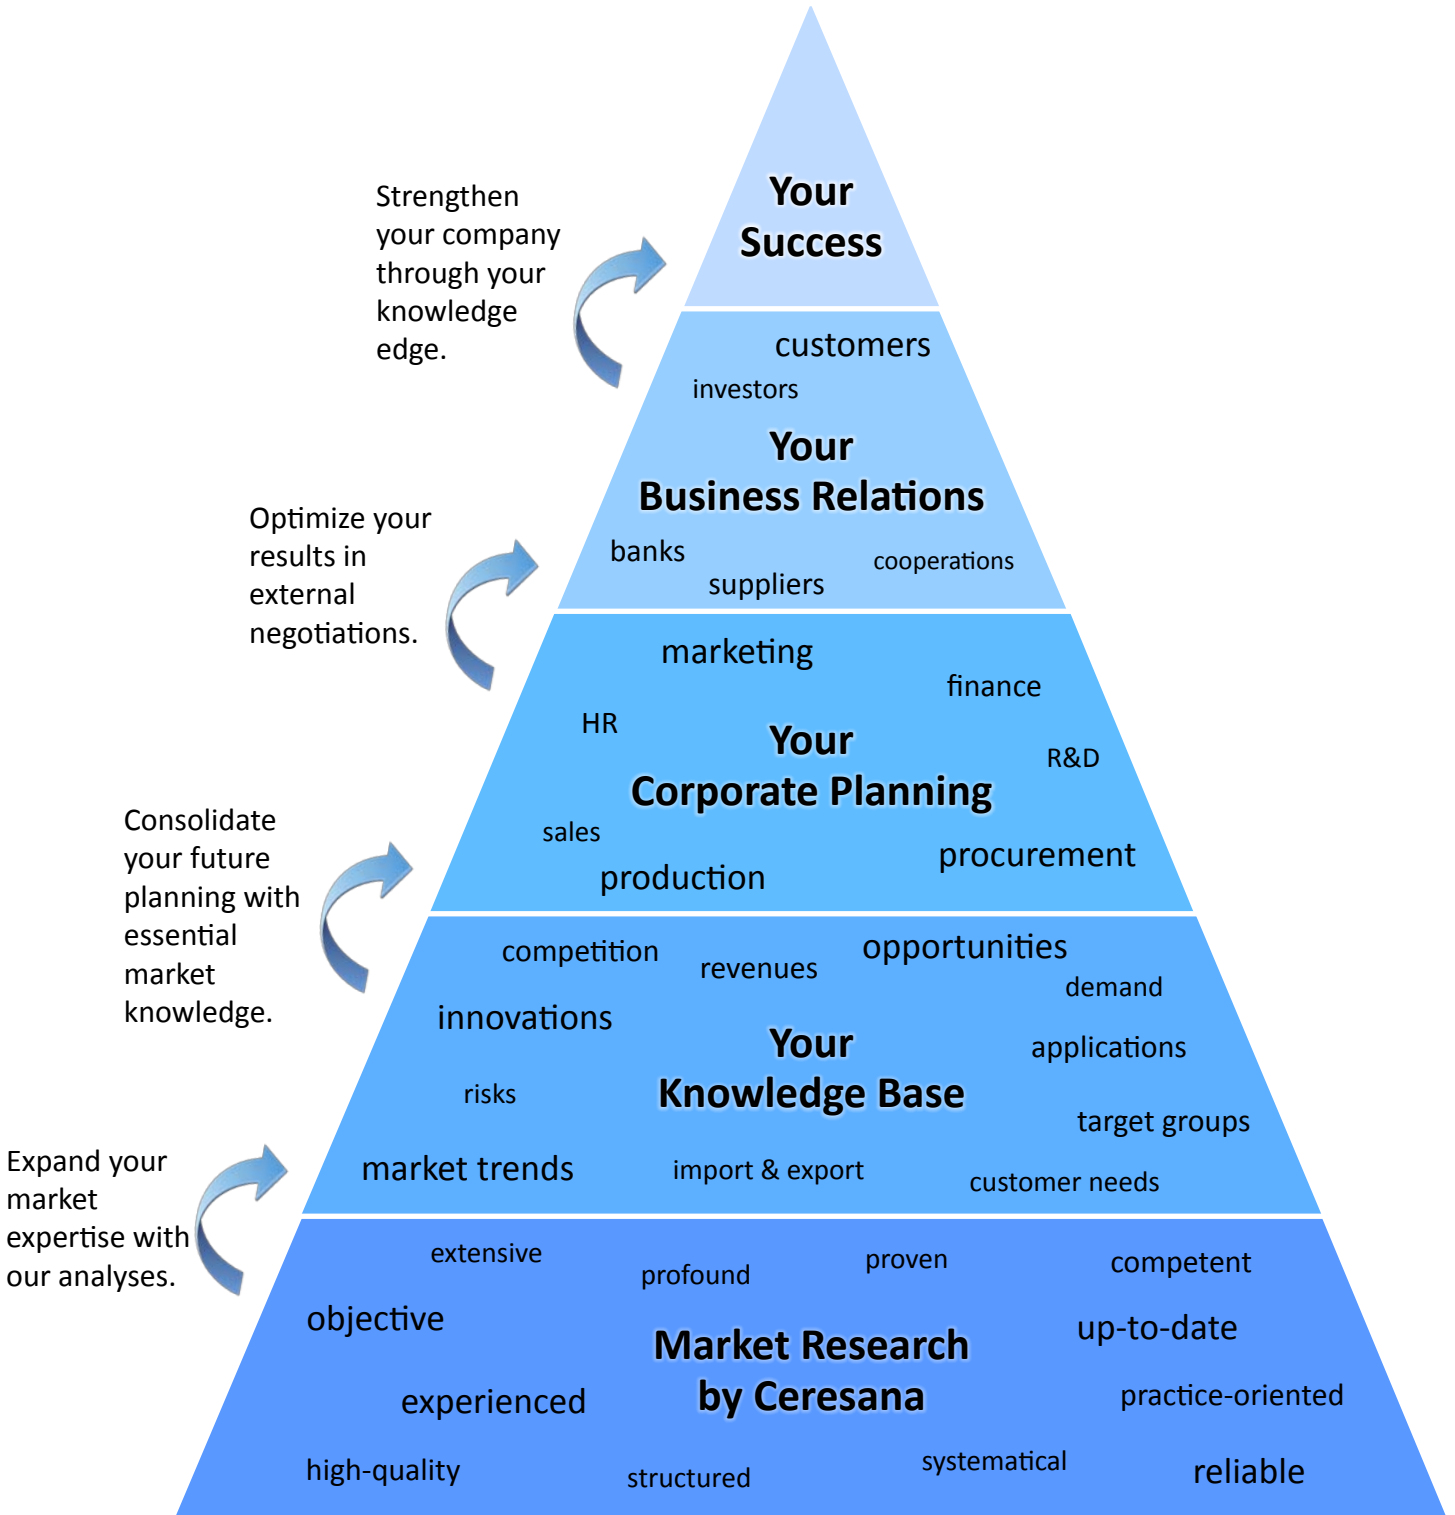 Your
Success
Strengthen
your company
through your
knowledge
edge.
customers
investors
Your
Business Relations
banks
suppliers
cooperations
Optimize your
results in
external
negotiations.
marketing
finance
HR
Your
Corporate Planning
R&D
sales
production
procurement
Consolidate
your future
planning with
essential
market
knowledge.
competition
revenues
opportunities
demand
innovations
Your
Knowledge Base
applications
risks
target groups
market trends
import & export
customer needs
Expand your
market
expertise with
our analyses.
extensive
profound
proven
competent
objective
Market Research
by Ceresana
up-to-date
experienced
practice-oriented
high-quality
structured
systematical
reliable